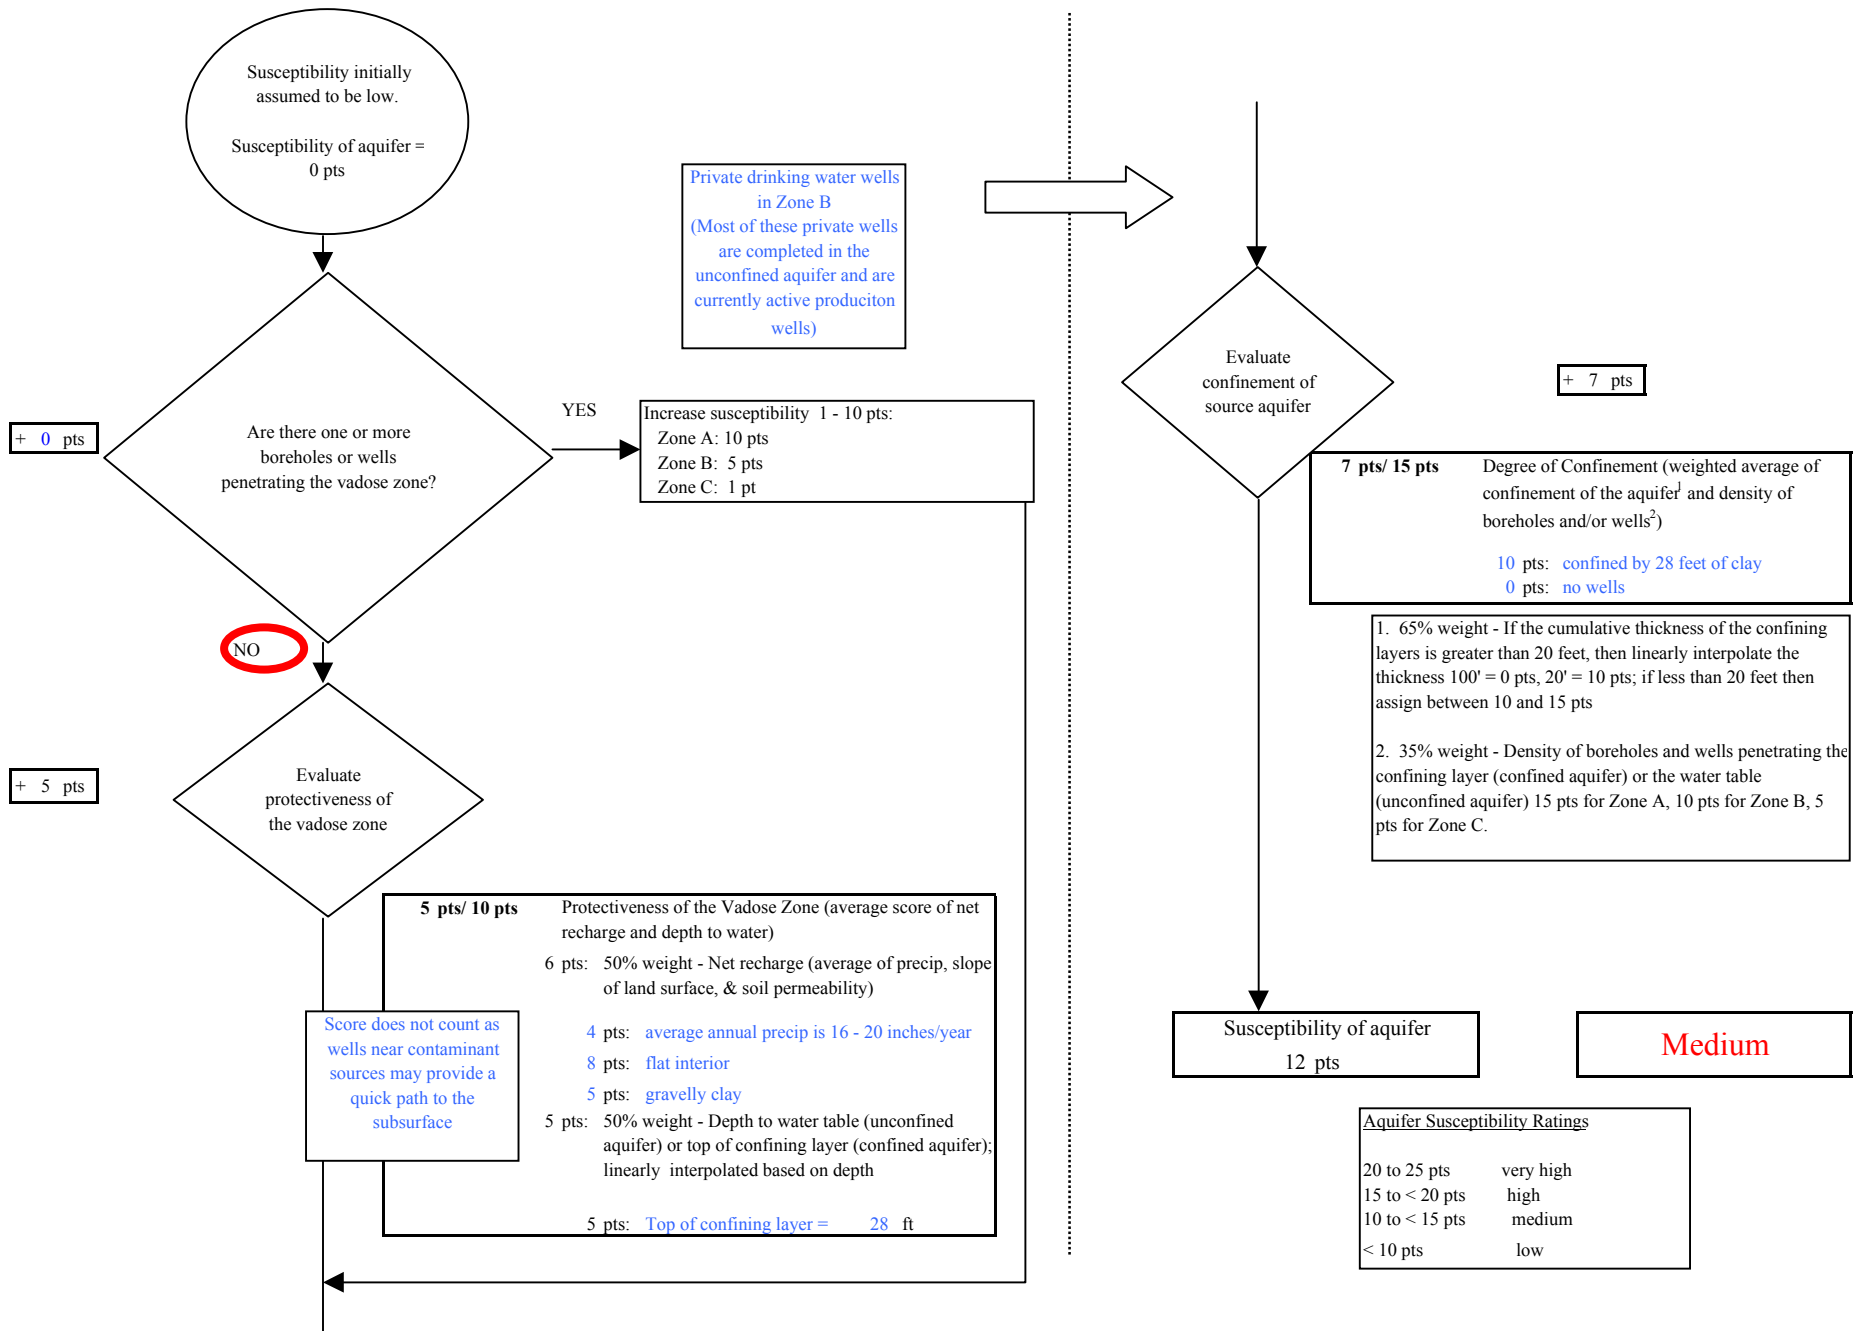 Susceptibility initially
assumed to be low.
Susceptibility of aquifer =
0 pts
Private drinking water wells
in Zone B
(Most of these private wells
are completed in the
unconfined aquifer and are
currently active produciton
wells)
+ 0 pts
Are there one or more
boreholes or wells
penetrating the vadose zone?
YES
Increase susceptibility 1 - 10 pts:
Zone A: 10 pts
Zone B: 5 pts
Zone C: 1 pt
NO
+ 5 pts
Evaluate
protectiveness of
the vadose zone
5 pts/ 10 pts Protectiveness of the Vadose Zone (average score of net
recharge and depth to water)
6 pts: 50% weight - Net recharge (average of precip, slope
of land surface, & soil permeability)
4 pts: average annual precip is 16 - 20 inches/year
8 pts: flat interior
5 pts: gravelly clay
5 pts: 50% weight - Depth to water table (unconfined
aquifer) or top of confining layer (confined aquifer);
linearly interpolated based on depth
5 pts: Top of confining layer = 28 ft
Score does not count as
wells near contaminant
sources may provide a
quick path to the
subsurface
Evaluate
confinement of
source aquifer
+ 7 pts
7 pts/ 15 pts Degree of Confinement (weighted average of
confinement of the aquifer1 and density of
boreholes and/or wells2)
10 pts: confined by 28 feet of clay
0 pts: no wells
1. 65% weight - If the cumulative thickness of the confining
layers is greater than 20 feet, then linearly interpolate the
thickness 100' = 0 pts, 20' = 10 pts; if less than 20 feet then
assign between 10 and 15 pts
2. 35% weight - Density of boreholes and wells penetrating the
confining layer (confined aquifer) or the water table
(unconfined aquifer) 15 pts for Zone A, 10 pts for Zone B, 5
pts for Zone C.
Susceptibility of aquifer
12 pts
Medium
Aquifer Susceptibility Ratings
20 to 25 pts very high
15 to < 20 pts high
10 to < 15 pts medium
< 10 pts low